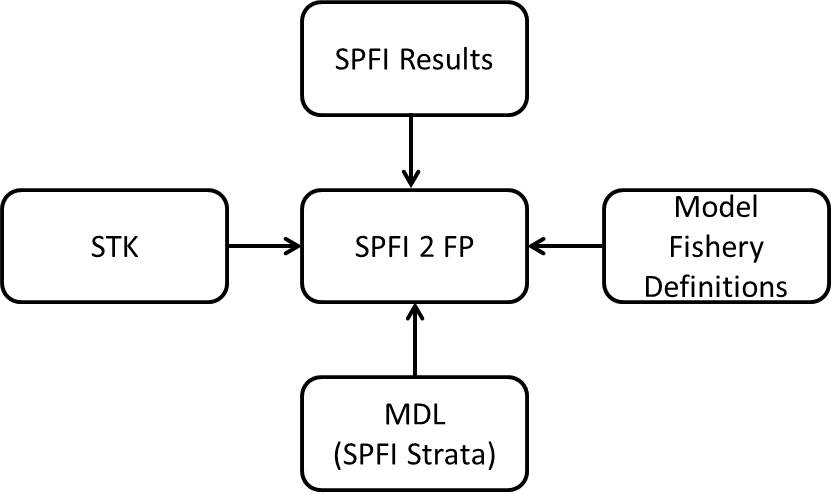 SPFI Results
STK
SPFI 2 FP
Model
Fishery
Definitions
MDL
(SPFI Strata)